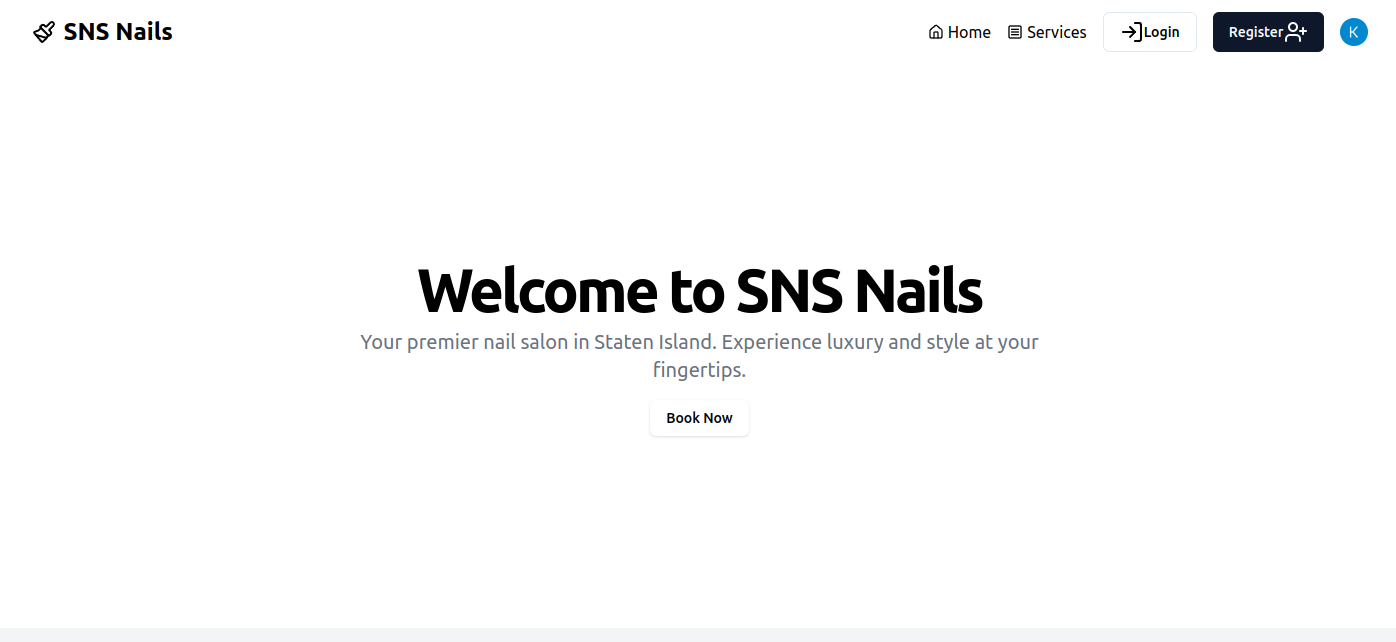 SNS Nails
Home
Services
Login
Register
K
Welcome to SNS Nails
Your premier nail salon in Staten Island. Experience luxury and style at your
fingertips.
Book Now